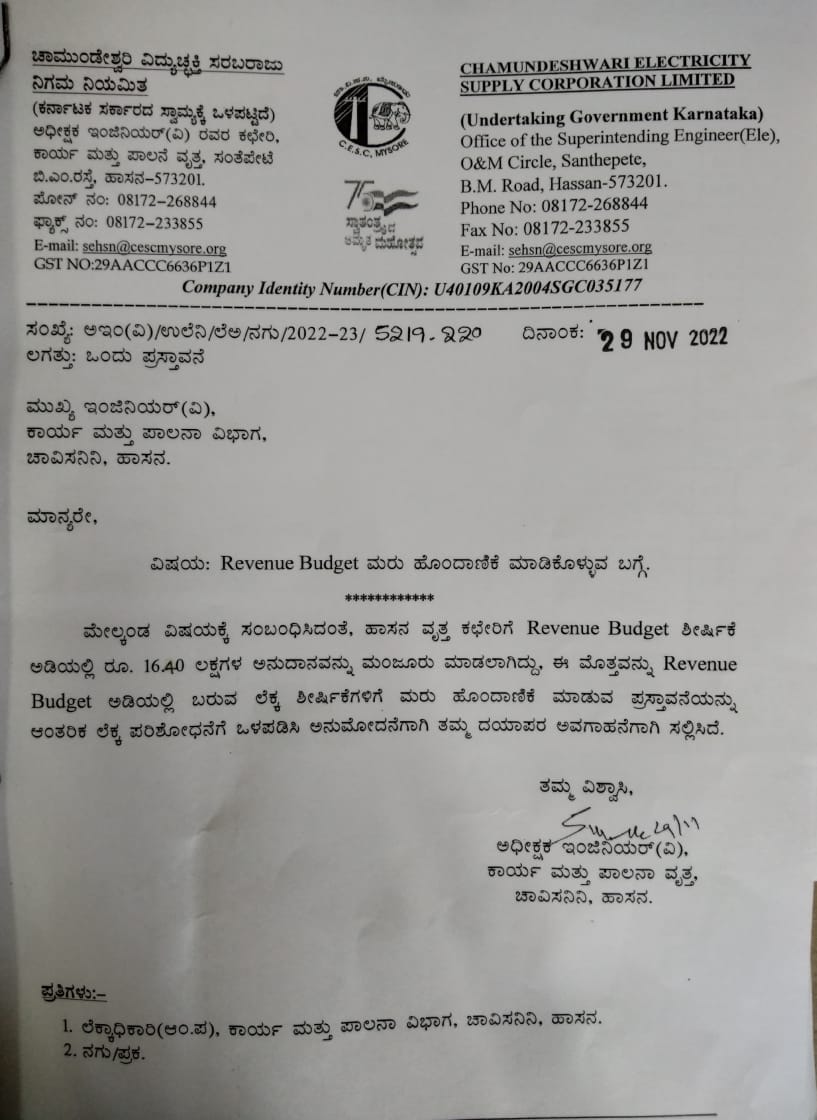 ಚಾಮುಂಡೇಶ್ವರಿ ವಿದ್ಯುಚ್ಛಕ್ತಿ ಸರಬರಾಜು
ನಿಗಮ ನಿಯಮಿತ
(ಕರ್ನಾಟಕ ಸರ್ಕಾರದ ಸ್ವಾಮ್ಯಕ್ಕೆ ಒಳಪಟ್ಟಿದೆ)
ಅಧೀಕ್ಷಕ ಇಂಜಿನಿಯರ್(ವಿ) ರವರ ಕಛೇರಿ,
ಕಾರ್ಯ ಮತ್ತು ಪಾಲನೆ ವೃತ್ತ, ಸಂತೆಪೇಟೆ
ಬಿ.ಎಂ.ರಸ್ತೆ, ಹಾಸನ-573201.
ಪೋನ್ ನಂ: 08172-268844
ಫ್ಯಾಕ್ಸ್ ನಂ: 08172-233855
E-mail: sehsn@cescmysore.org
GST NO:29AACCC6636P1Z1
C.E.S.C, MYSORE
75
ಸ್ವಾತಂತ್ರ್ಯದ
ಅಮೃತ ಮಹೋತ್ಸವ
CHAMUNDESHWARI ELECTRICITY
SUPPLY CORPORATION LIMITED
(Undertaking Government Karnataka)
Office of the Superintending Engineer(Ele),
O&M Circle, Santhepete,
B.M. Road, Hassan-573201.
Phone No: 08172-268844
Fax No: 08172-233855
E-mail: sehsn@cescmysore.org
GST No: 29AACCC6636P1Z1
Company Identity Number(CIN): U40109KA2004SGC035177
ಸಂಖ್ಯೆ: ಅಇಂ(ವಿ)/ಉಲೆನಿ/ಲೆಅ/ನಗು/2022-23/ 5219-220 ದಿನಾಂಕ: 29 NOV 2022
ಲಗತ್ತು: ಒಂದು ಪ್ರಸ್ತಾವನೆ
ಮುಖ್ಯ ಇಂಜಿನಿಯರ್(ವಿ),
ಕಾರ್ಯ ಮತ್ತು ಪಾಲನಾ ವಿಭಾಗ,
ಚಾವಿಸನಿನಿ, ಹಾಸನ.
ಮಾನ್ಯರೇ,
ವಿಷಯ: Revenue Budget ಮರು ಹೊಂದಾಣಿಕೆ ಮಾಡಿಕೊಳ್ಳುವ ಬಗ್ಗೆ.
************
ಮೇಲ್ಕಂಡ ವಿಷಯಕ್ಕೆ ಸಂಬಂಧಿಸಿದಂತೆ, ಹಾಸನ ವೃತ್ತ ಕಛೇರಿಗೆ Revenue Budget ಶೀರ್ಷಿಕೆ
ಅಡಿಯಲ್ಲಿ ರೂ. 16.40 ಲಕ್ಷಗಳ ಅನುದಾನವನ್ನು ಮಂಜೂರು ಮಾಡಲಾಗಿದ್ದು, ಈ ಮೊತ್ತವನ್ನು Revenue
Budget ಅಡಿಯಲ್ಲಿ ಬರುವ ಲೆಕ್ಕ ಶೀರ್ಷಿಕೆಗಳಿಗೆ ಮರು ಹೊಂದಾಣಿಕೆ ಮಾಡುವ ಪ್ರಸ್ತಾವನೆಯನ್ನು
ಆಂತರಿಕ ಲೆಕ್ಕ ಪರಿಶೋಧನೆಗೆ ಒಳಪಡಿಸಿ ಅನುಮೋದನೆಗಾಗಿ ತಮ್ಮ ದಯಾಪರ ಅವಗಾಹನೆಗಾಗಿ ಸಲ್ಲಿಸಿದೆ.
ತಮ್ಮ ವಿಶ್ವಾಸಿ,
29/11
ಅಧೀಕ್ಷಕ ಇಂಜಿನಿಯರ್(ವಿ),
ಕಾರ್ಯ ಮತ್ತು ಪಾಲನಾ ವೃತ್ತ,
ಚಾವಿಸನಿನಿ, ಹಾಸನ.
ಪ್ರತಿಗಳು:-
1. ಲೆಕ್ಕಾಧಿಕಾರಿ(ಆಂ.ಪ), ಕಾರ್ಯ ಮತ್ತು ಪಾಲನಾ ವಿಭಾಗ, ಚಾವಿಸನಿನಿ, ಹಾಸನ.
2. ನಗು/ಪ್ರಕ.